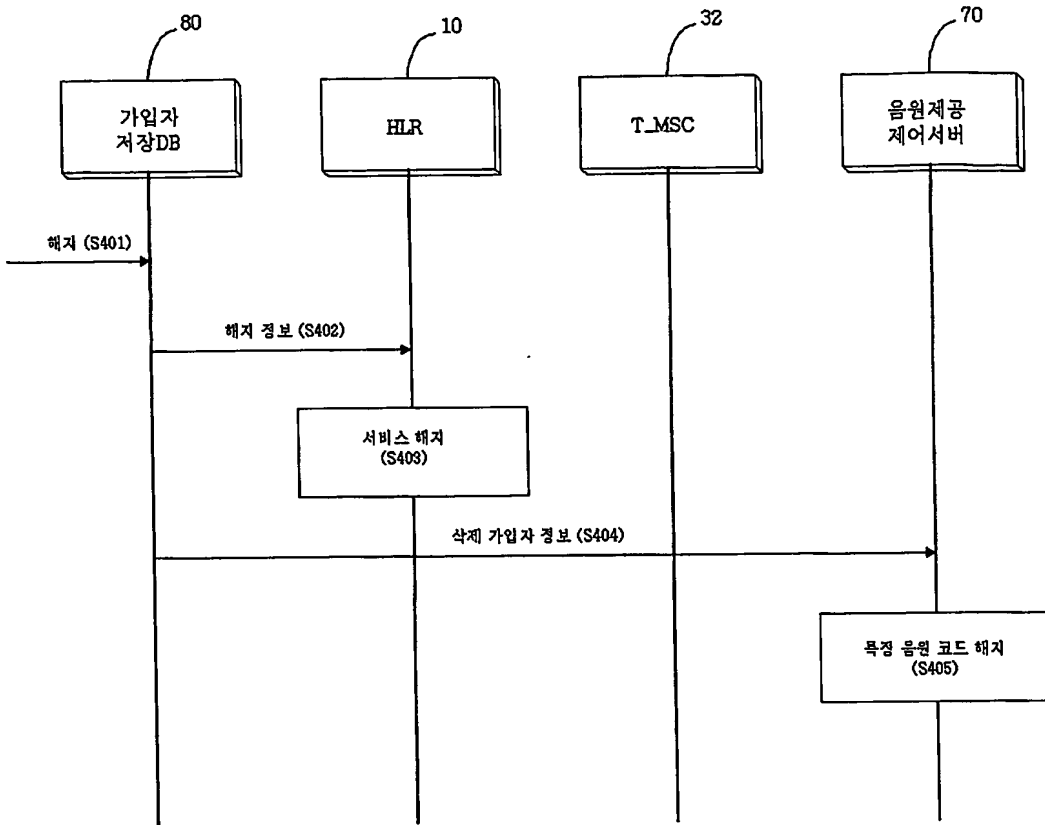 80
10
32
70
가입자
저장DB
HLR
T_MSC
음원제공
제어서버
해지 (S401)
해지 정보 (S402)
서비스 해지
(S403)
삭제 가입자 정보 (S404)
특정 음원 코드 해지
(S405)